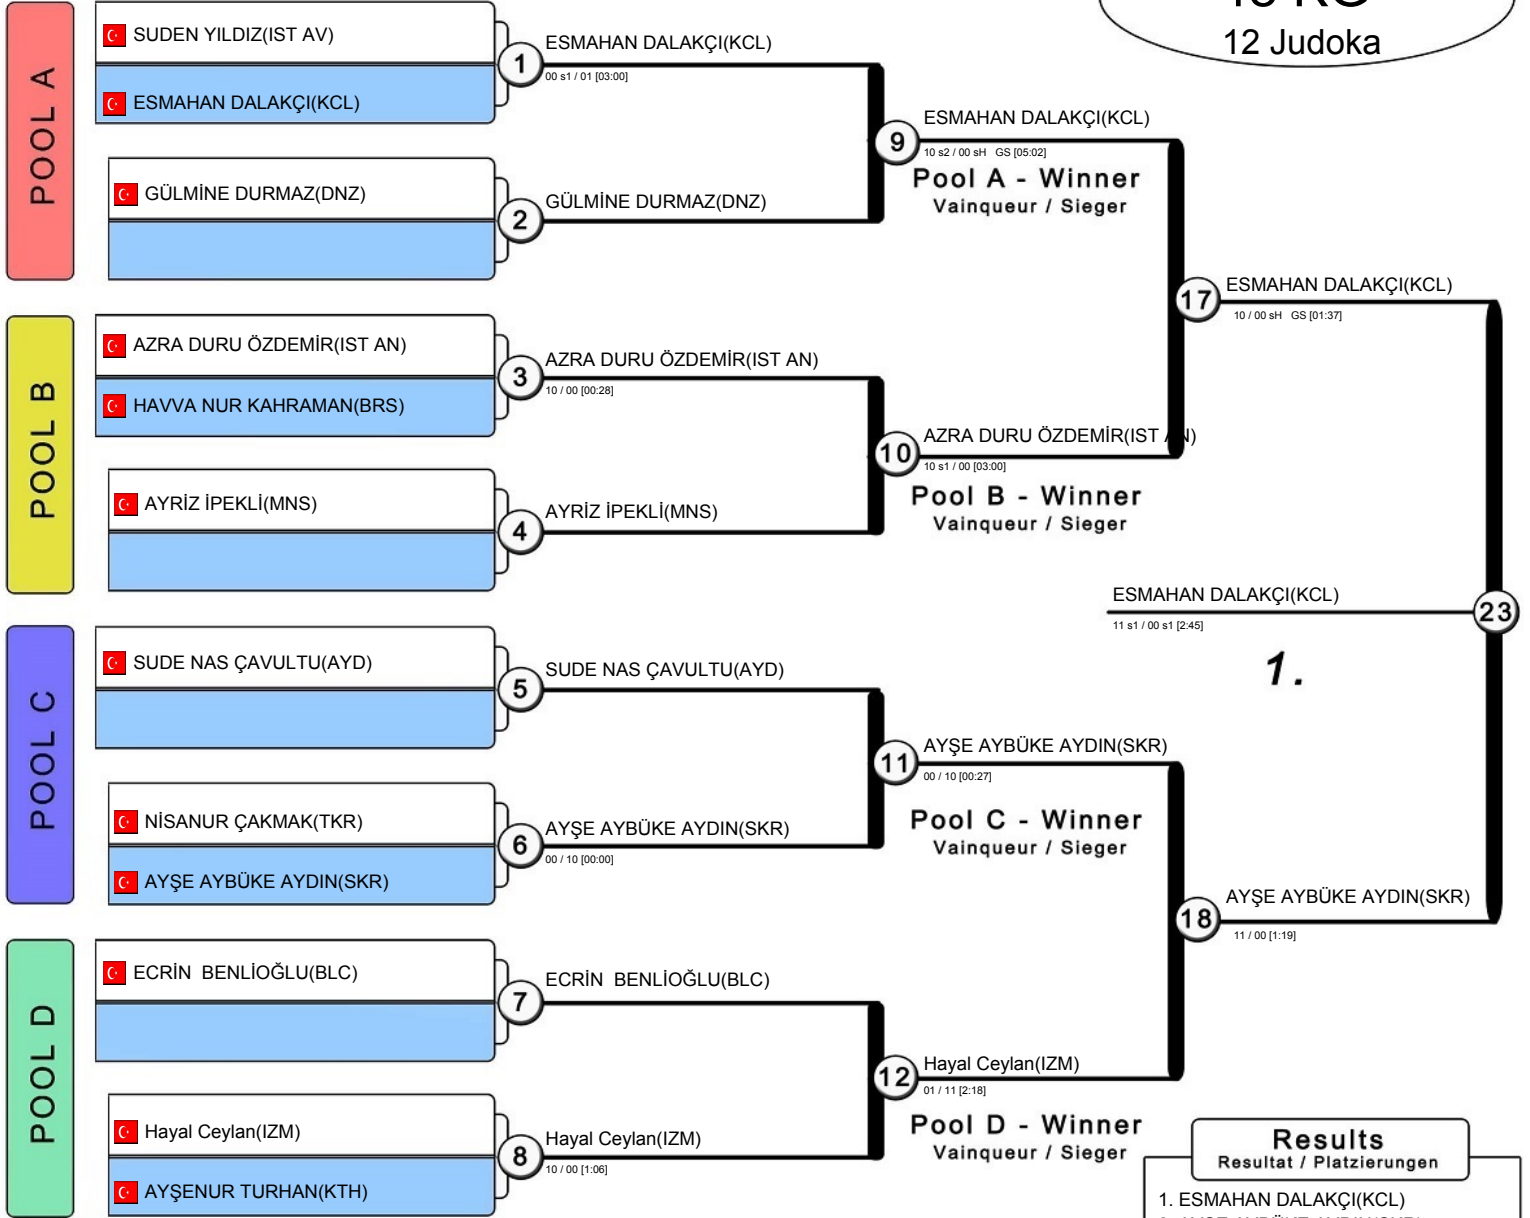 48 KG
12 Judoka
POOL A
SUDEN YILDIZ(IST AV)
ESMAHAN DALAKÇI(KCL)
1
ESMAHAN DALAKÇI(KCL)
00 s1 / 01 [03:00]
GÜLMİNE DURMAZ(DNZ)
2
GÜLMİNE DURMAZ(DNZ)
9
ESMAHAN DALAKÇI(KCL)
10 s2 / 00 sH GS [05:02]
Pool A - Winner
Vainqueur / Sieger
POOL B
AZRA DURU ÖZDEMİR(IST AN)
HAVVA NUR KAHRAMAN(BRS)
3
AZRA DURU ÖZDEMİR(IST AN)
10 / 00 [00:28]
AYRİZ İPEKLİ(MNS)
4
AYRİZ İPEKLİ(MNS)
10
AZRA DURU ÖZDEMİR(IST AN)
10 s1 / 00 [03:00]
Pool B - Winner
Vainqueur / Sieger
17
ESMAHAN DALAKÇI(KCL)
10 / 00 sH GS [01:37]
POOL C
SUDE NAS ÇAVULTU(AYD)
5
SUDE NAS ÇAVULTU(AYD)
NİSANUR ÇAKMAK(TKR)
AYŞE AYBÜKE AYDIN(SKR)
6
AYŞE AYBÜKE AYDIN(SKR)
00 / 10 [00:00]
11
AYŞE AYBÜKE AYDIN(SKR)
00 / 10 [00:27]
Pool C - Winner
Vainqueur / Sieger
POOL D
ECRİN  BENLİOĞLU(BLC)
7
ECRİN  BENLİOĞLU(BLC)
Hayal Ceylan(IZM)
AYŞENUR TURHAN(KTH)
8
Hayal Ceylan(IZM)
10 / 00 [1:06]
12
Hayal Ceylan(IZM)
01 / 11 [2:18]
Pool D - Winner
Vainqueur / Sieger
18
AYŞE AYBÜKE AYDIN(SKR)
11 / 00 [1:19]
23
ESMAHAN DALAKÇI(KCL)
11 s1 / 00 s1 [2:45]
1.
Results
Resultat / Platzierungen
1. ESMAHAN DALAKÇI(KCL)